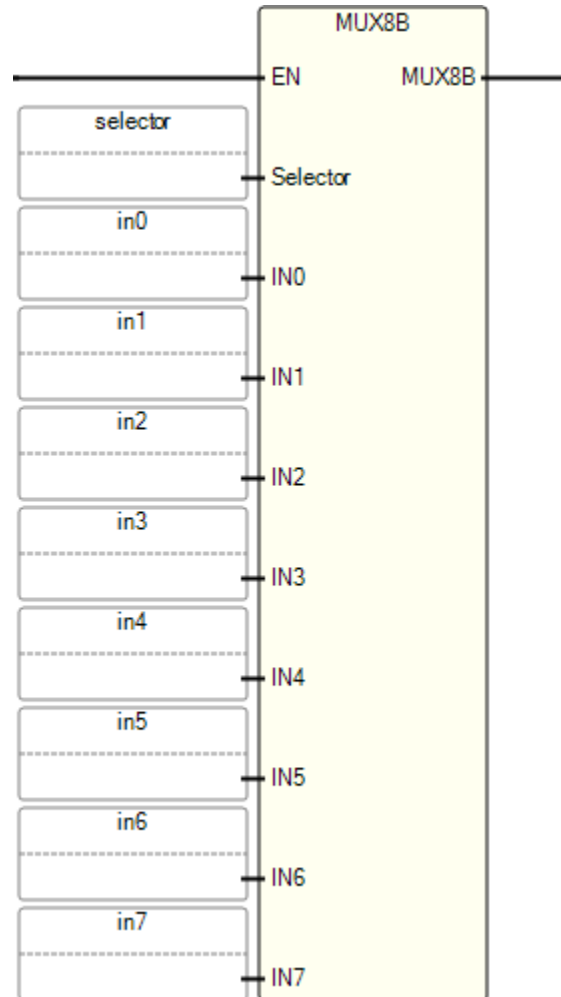 MUX8B
EN MUX8B
selector
Selector
in0
IN0
in1
IN1
in2
IN2
in3
IN3
in4
IN4
in5
IN5
in6
IN6
in7
IN7